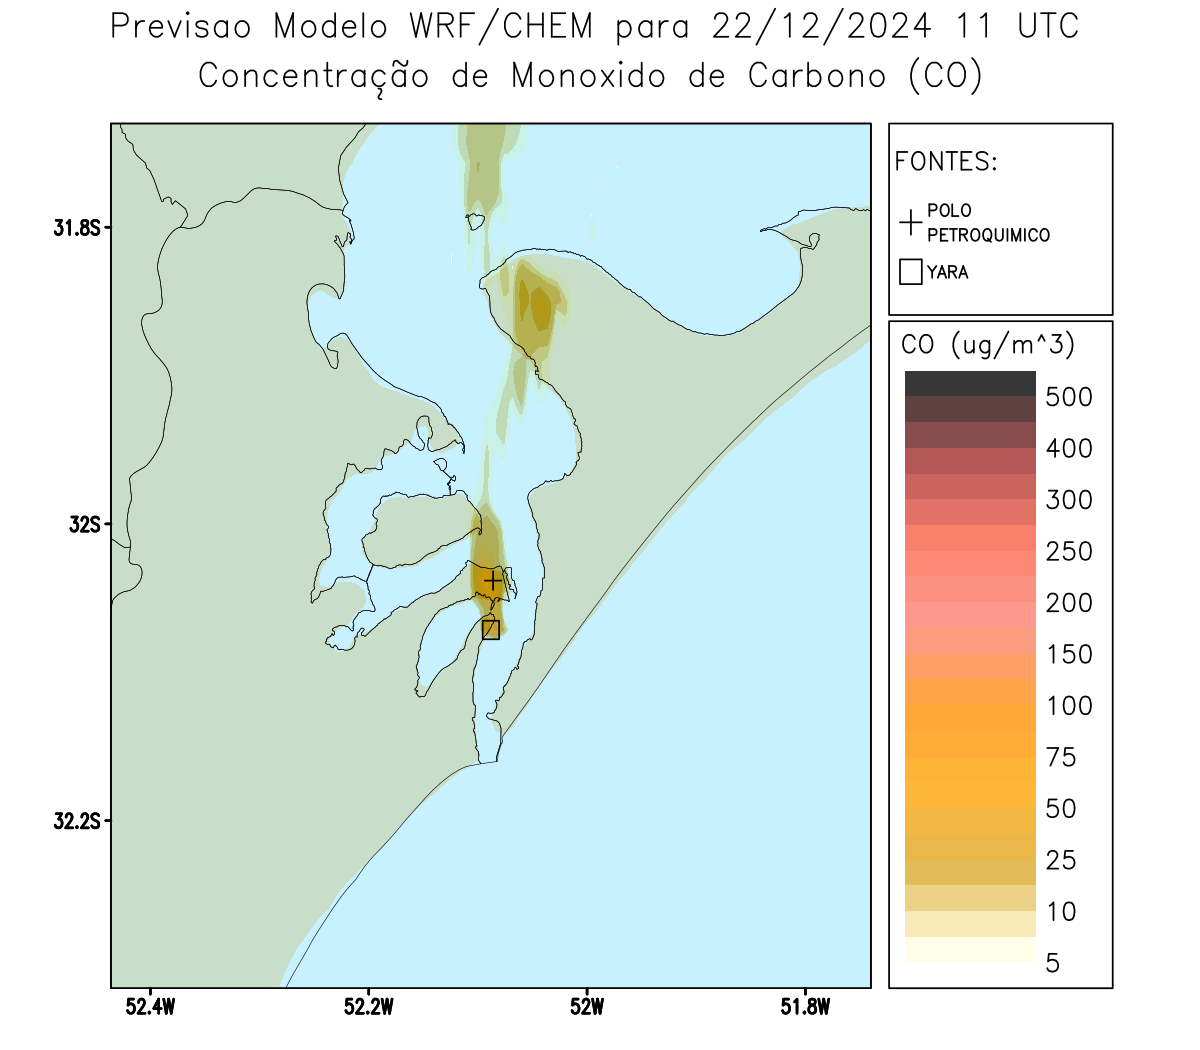 Previsao Modelo WRF/CHEM para 22/12/2024 11 UTC
Concentração de Monoxido de Carbono (CO)
FONTES:
POLO
PETROQUIMICO
YARA
CO (ug/m^3)
500
400
300
250
200
150
100
75
50
25
10
5
31.8S
32S
32.2S
52.4W 52.2W 52W 51.8W